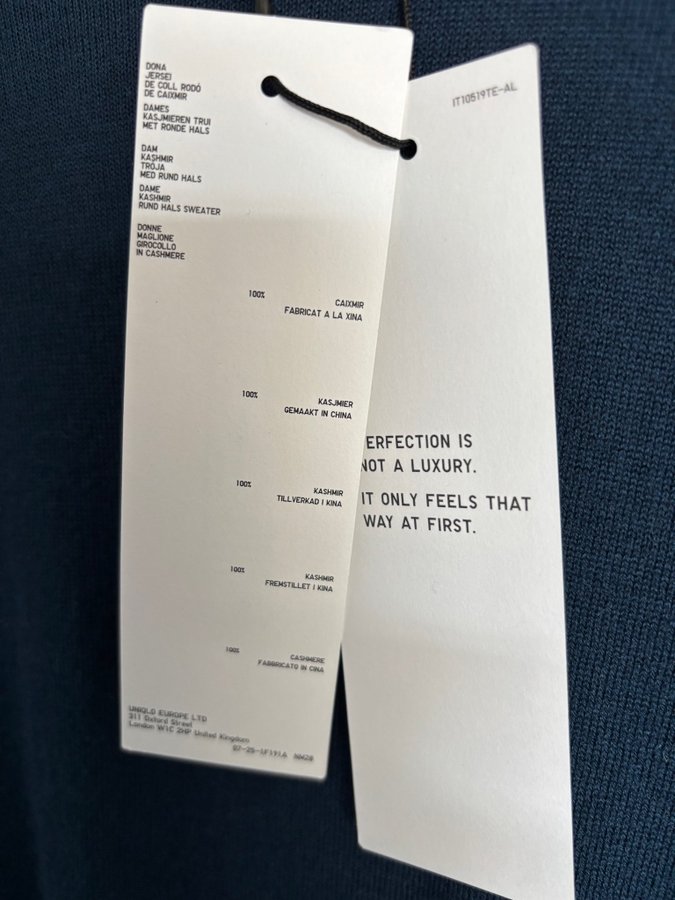 DONA
JERSEI
DE COLL RODÓ
DE CAIXMIR
DAMES
KASJMIEREN TRUI
MET RONDE HALS
DAM
KASHMIR
TRÖJA
MED RUND HALS
DAME
KASHMIR
RUND HALS SWEATER
DONNE
MAGLIONE
GIROCOLLO
IN CASHMERE
100% CAIXMIR
FABRICAT A LA XINA
100% KASJMIER
GEMAAKT IN CHINA
100% KASHMIR
TILLVERKAD I KINA
100% KASHMIR
FREMSTILLET I KINA
100% CASHMERE
FABBRICATO IN CINA
UNIQLO EUROPE LTD
311 Oxford Street
London W1C 2HP United Kingdom
07-25-1F191A NM28
IT10519TE-AL
ERFECTION IS
NOT A LUXURY.
IT ONLY FEELS THAT
WAY AT FIRST.